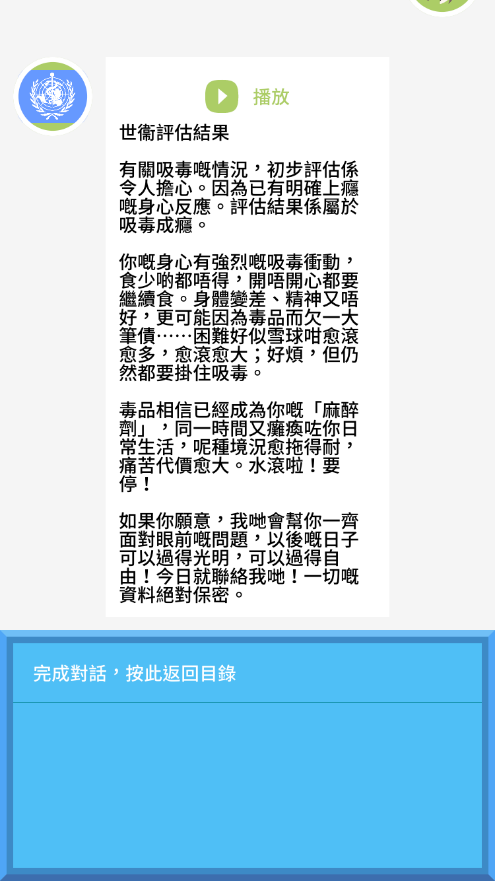 播放
世衞評估結果
有關吸毒嘅情況，初步評估係
令人擔心。因為已有明確上癮
嘅身心反應。評估結果係屬於
吸毒成癮。
你嘅身心有強烈嘅吸毒衝動，
食少啲都唔得，開唔開心都要
繼續食。身體變差、精神又唔
好，更可能因為毒品而欠一大
筆債⋯⋯困難好似雪球咁愈滾
愈多，愈滾愈大；好煩，但仍
然都要掛住吸毒。
毒品相信已經成為你嘅「麻醉
劑」，同一時間又癱瘓咗你日
常生活，呢種境況愈拖得耐，
痛苦代價愈大。水滾啦！要
停！
如果你願意，我哋會幫你一齊
面對眼前嘅問題，以後嘅日子
可以過得光明，可以過得自
由！今日就聯絡我哋！一切嘅
資料絕對保密。
完成對話，按此返回目錄